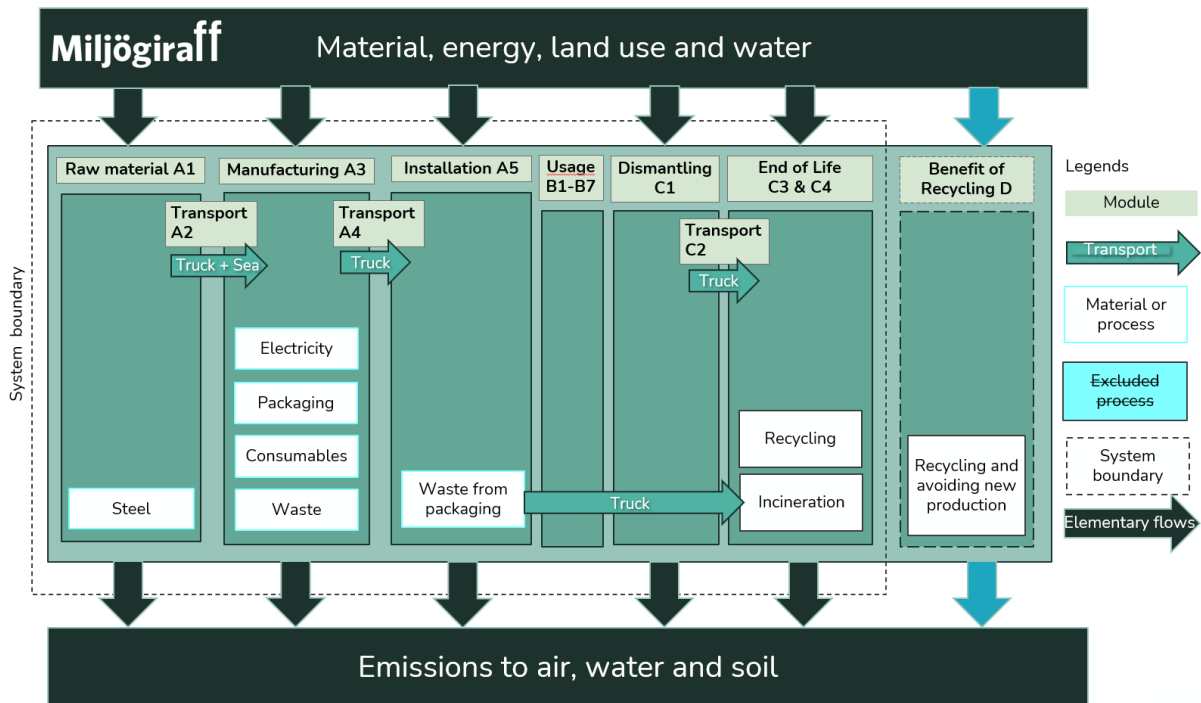 Miljögiraff
Material, energy, land use and water
System boundary
Raw material A1
Manufacturing A3
Installation A5
Usage
B1-B7
Dismantling
C1
End of Life
C3 & C4
Benefit of
Recycling D
Transport
A2
Truck + Sea
Transport
A4
Truck
Transport
C2
Truck
Electricity
Packaging
Consumables
Waste
Steel
Waste from
packaging
Truck
Recycling
Incineration
Recycling and
avoiding new
production
Legends
Module
Transport
Material or
process
Excluded
process
System
boundary
Elementary flows
Emissions to air, water and soil